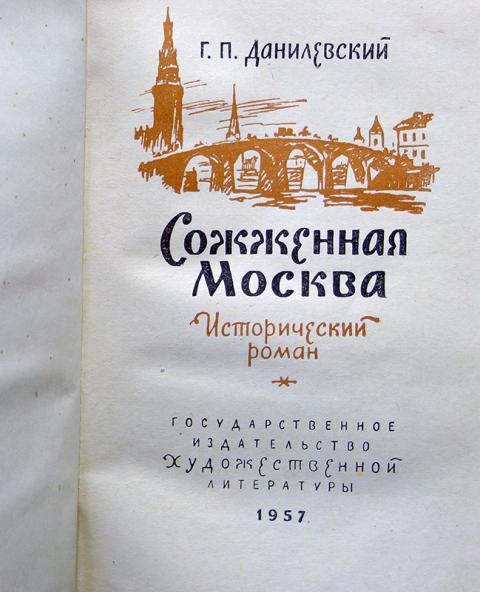 Г. П. Данилевский
Сожженная
Москва
Исторический
роман
ГОСУДАРСТВЕННОЕ
ИЗДАТЕЛЬСТВО
ХУДОЖЕСТВЕННОЙ
ЛИТЕРАТУРЫ
1957